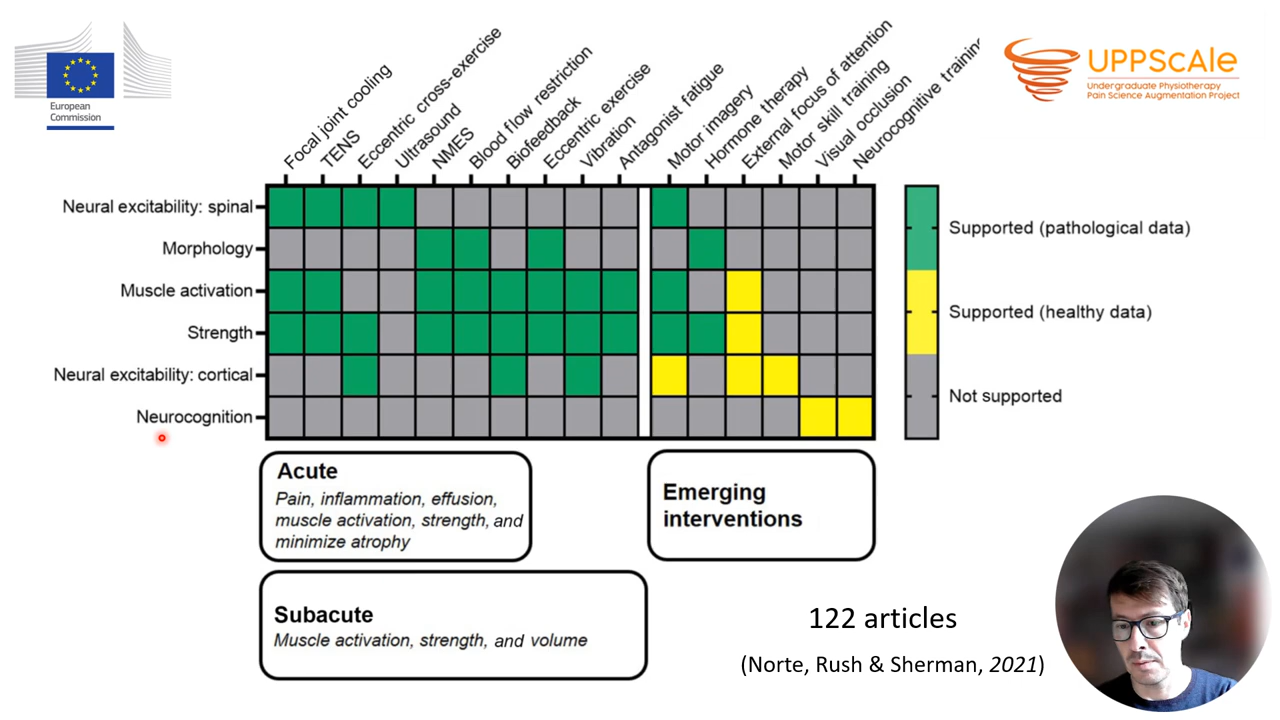 European
Commission
UPPScale
Undergraduate Physiotherapy
Pain Science Augmentation Project
Focal joint cooling
TENS
Eccentric cross-exercise
Ultrasound
NMES
Blood flow restriction
Biofeedback
Eccentric exercise
Vibration
Antagonist fatigue
Motor imagery
Hormone therapy
External focus of attention
Motor skill training
Visual occlusion
Neurocognitive training
Neural excitability: spinal
Morphology
Muscle activation
Strength
Neural excitability: cortical
Neurocognition
Supported (pathological data)
Supported (healthy data)
Not supported
Acute
Pain, inflammation, effusion,
muscle activation, strength, and
minimize atrophy
Emerging
interventions
Subacute
Muscle activation, strength, and volume
122 articles
(Norte, Rush & Sherman, 2021)